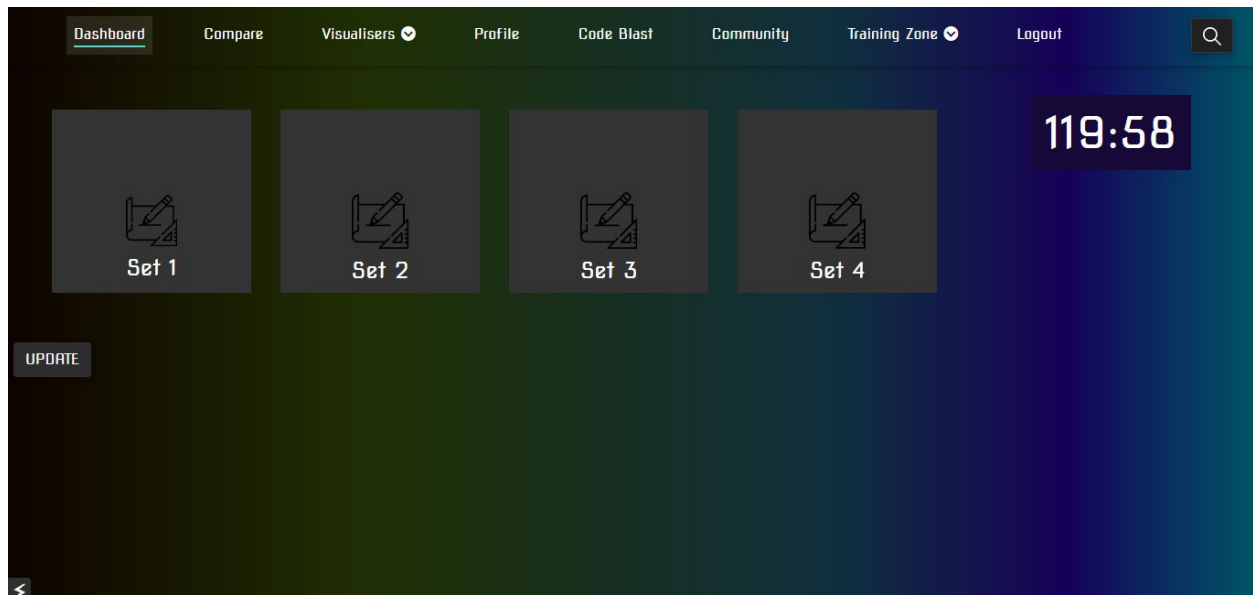 Dashboard Compare Visualisers Profile Code Blast Community Training Zone Logout
119:58
Set 1 Set 2 Set 3 Set 4
UPDATE